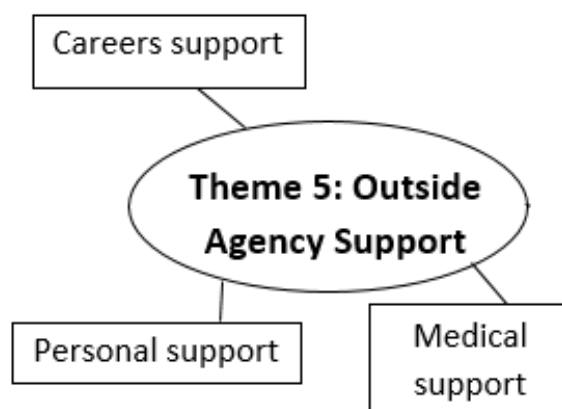 Careers support
Theme 5: Outside
Agency Support
Personal support
Medical
support